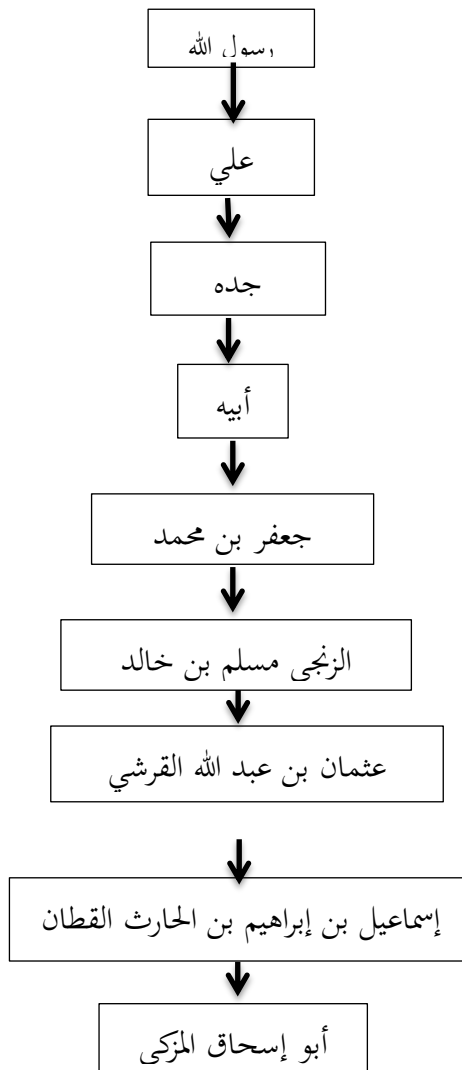 رسول الله
علي
جده
أبيه
جعفر بن محمد
الزنجى مسلم بن خالد
عثمان بن عبد الله القرشي
إسماعيل بن إبراهيم بن الحارث القطان
أبو إسحاق المزكى